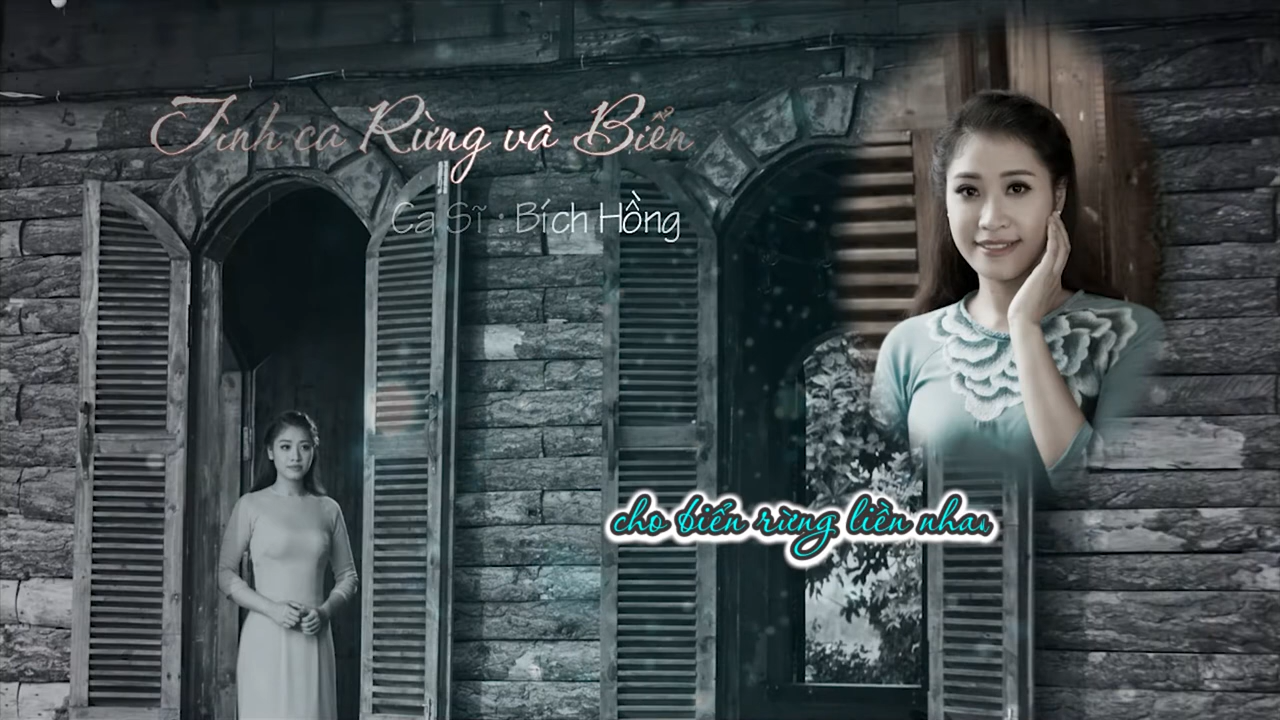 Tình ca Rừng và Biển
Ca Sĩ : Bích Hồng
cho biển rừng liền nhau